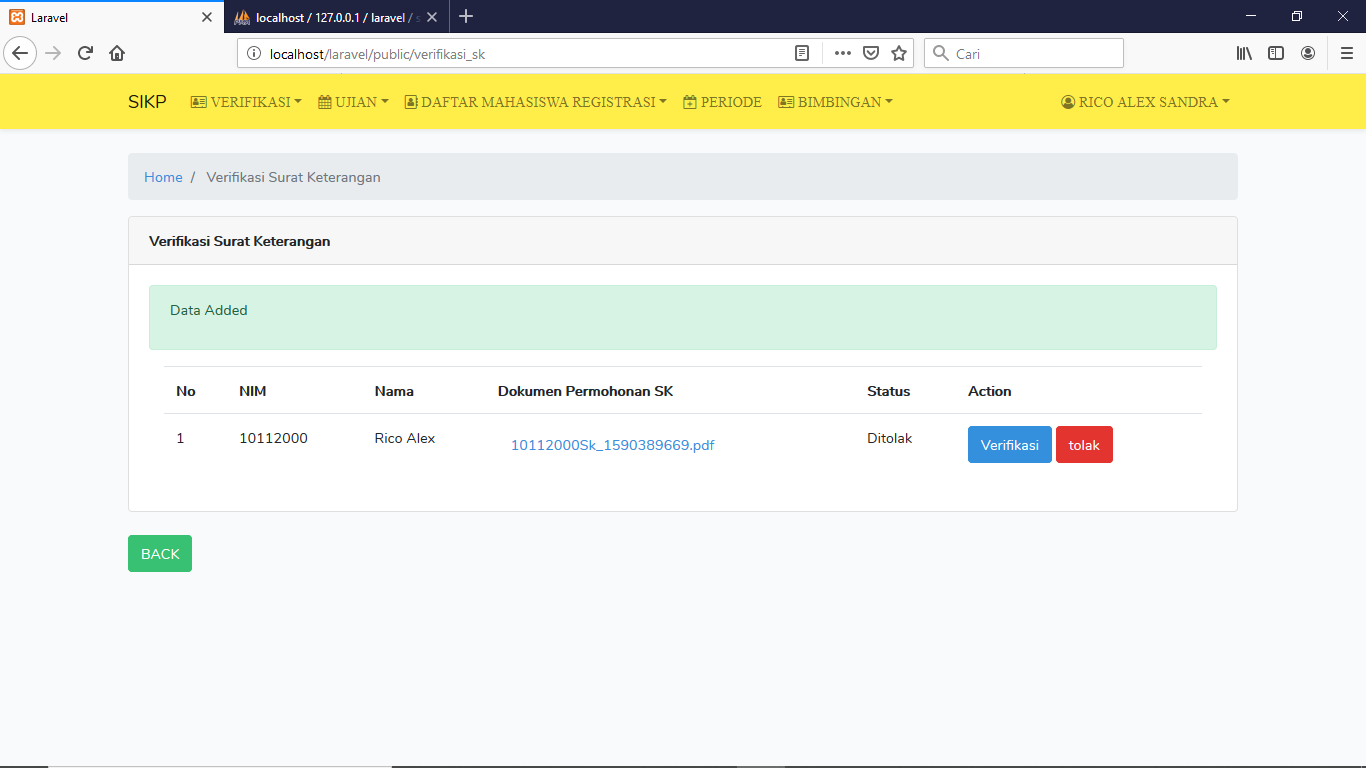 Laravel
localhost / 127.0.0.1 / laravel /
localhost/laravel/public/verifikasi_sk
Cari
SIKP VERIFIKASI UJIAN DAFTAR MAHASISWA REGISTRASI PERIODE BIMBINGAN RICO ALEX SANDRA
Home / Verifikasi Surat Keterangan
Verifikasi Surat Keterangan
Data Added
No NIM Nama Dokumen Permohonan SK Status Action
1 10112000 Rico Alex 10112000Sk_1590389669.pdf Ditolak Verifikasi tolak
BACK